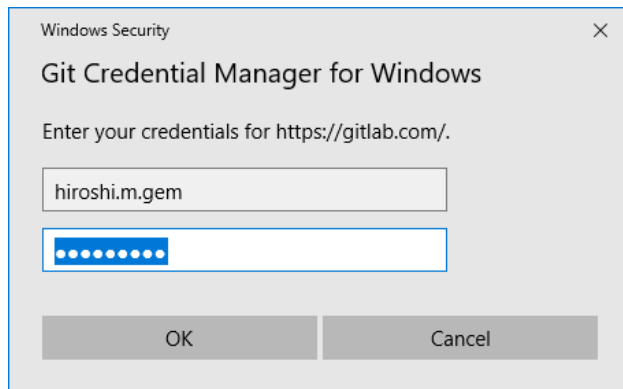 Windows Security
Git Credential Manager for Windows
Enter your credentials for https://gitlab.com/.
hiroshi.m.gem
●●●●●●●●●
OK Cancel